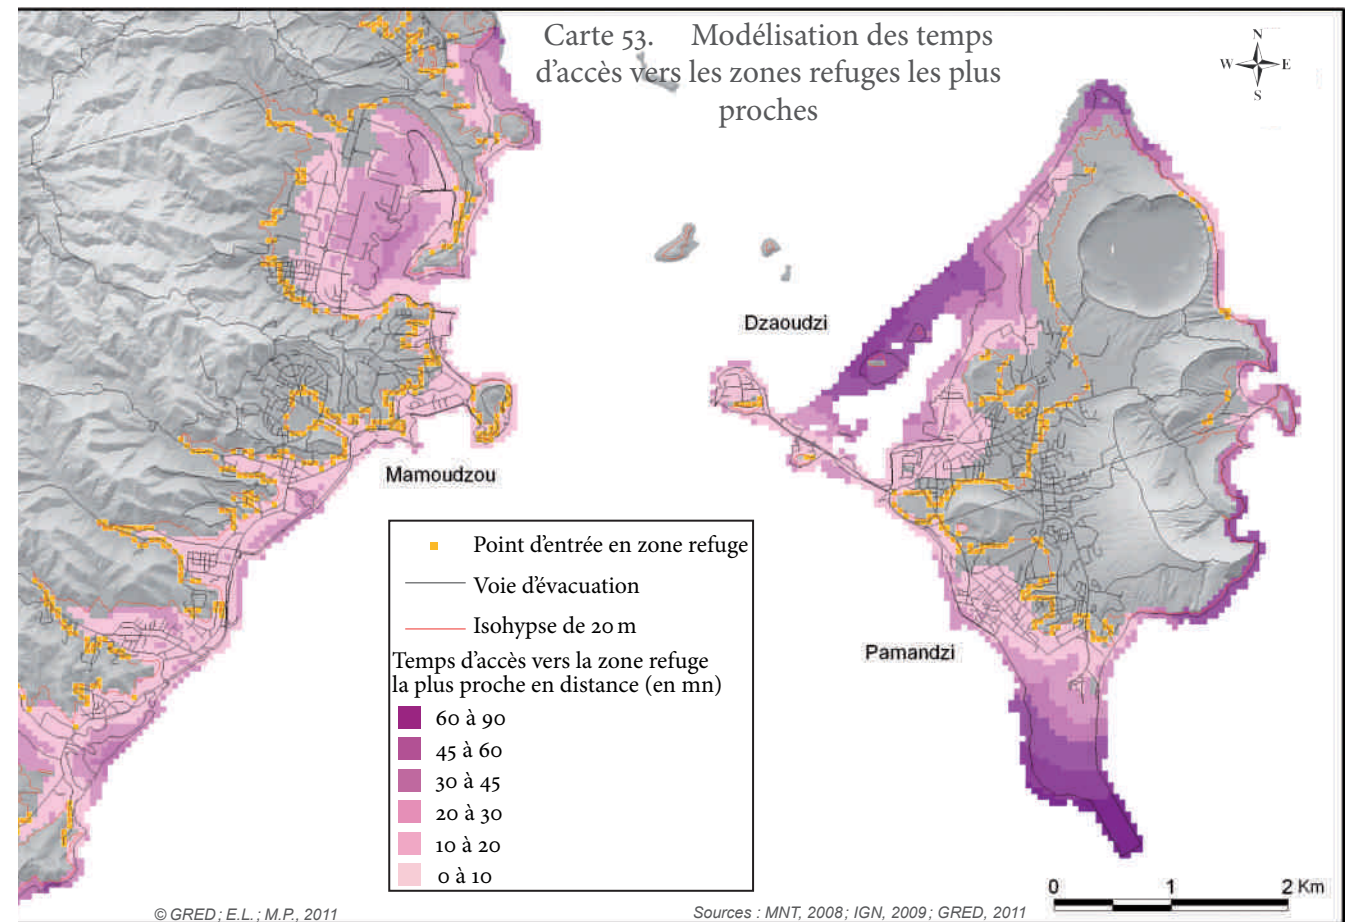 Carte 53. Modélisation des temps
d'accès vers les zones refuges les plus
proches
N
W E
S
Dzaoudzi
Mamoudzou
Pamandzi
Point d'entrée en zone refuge
Voie d'évacuation
Isohypse de 20 m
Temps d'accès vers la zone refuge
la plus proche en distance (en mn)
60 à 90
45 à 60
30 à 45
20 à 30
10 à 20
0 à 10
0 1 2 Km
© GRED ; E.L. ; M.P., 2011
Sources : MNT, 2008 ; IGN, 2009 ; GRED, 2011